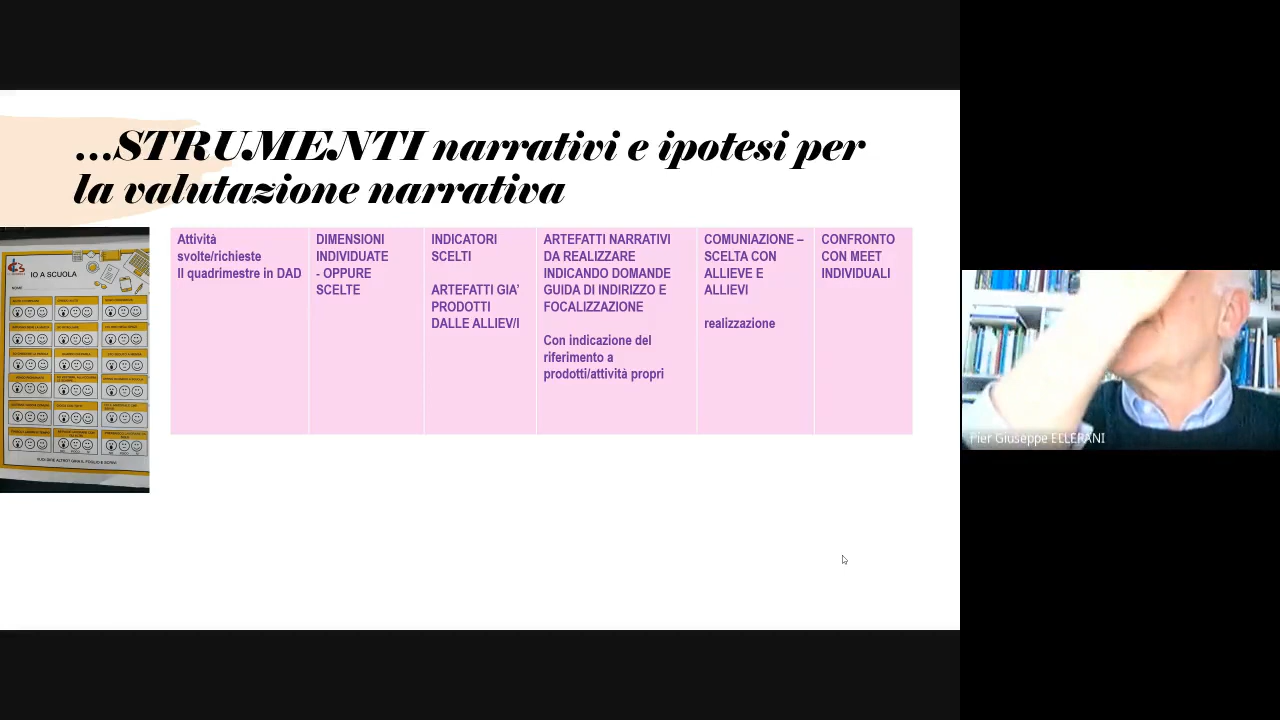 ...STRUMENTI narrativi e ipotesi per
la valutazione narrativa
IO A SCUOLA
Attività
svolte/richieste
II quadrimestre in DAD
DIMENSIONI
INDIVIDUATE
- OPPURE
SCELTE
INDICATORI
SCELTI
ARTEFATTI GIA’
PRODOTTI
DALLE ALLIEV/I
ARTEFATTI NARRATIVI
DA REALIZZARE
INDICANDO DOMANDE
GUIDA DI INDIRIZZO E
FOCALIZZAZIONE
Con indicazione del
riferimento a
prodotti/attività propri
COMUNIAZIONE –
SCELTA CON
ALLIEVE E
ALLIEVI
realizzazione
CONFRONTO
CON MEET
INDIVIDUALI
Pier Giuseppe ELLERANI